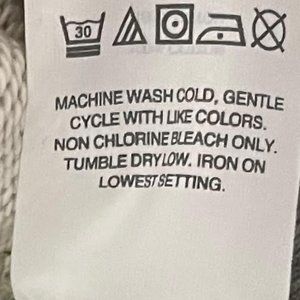 30
MACHINE WASH COLD, GENTLE
CYCLE WITH LIKE COLORS.
NON CHLORINE BLEACH ONLY.
TUMBLE DRY LOW. IRON ON
LOWEST SETTING.